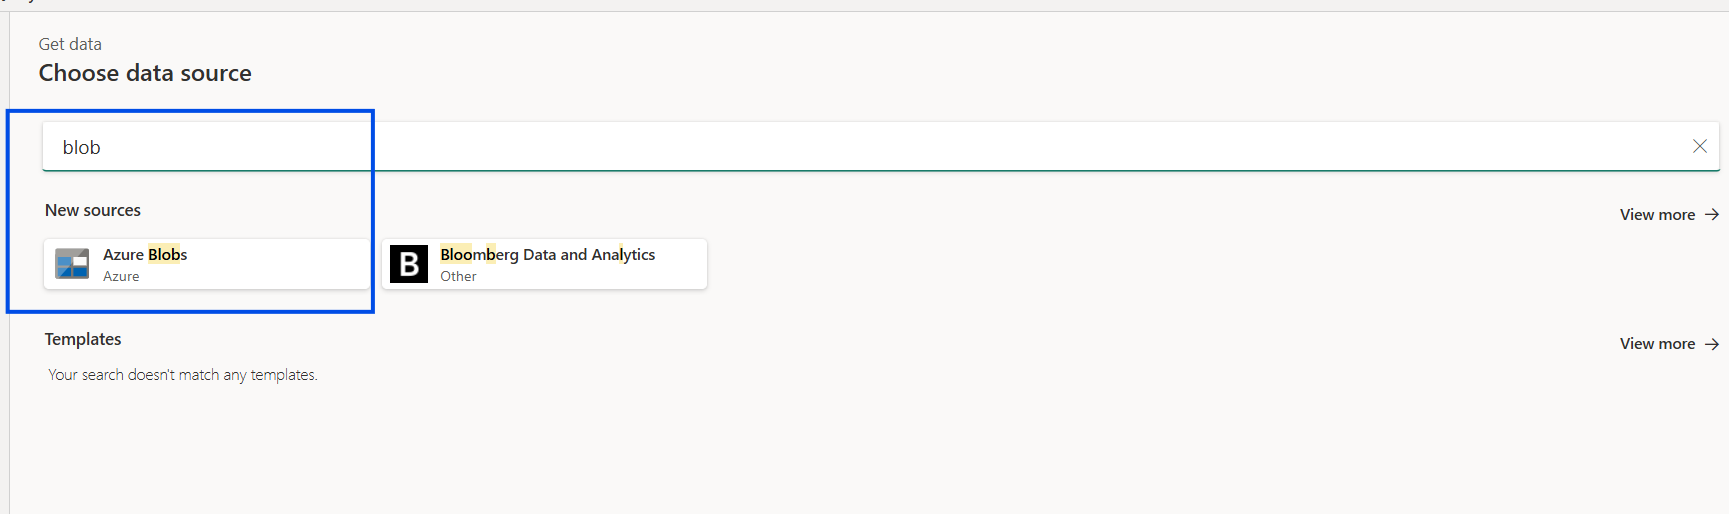 Get data
Choose data source
blob
New sources
View more
Azure Blobs
Azure
B
Bloomberg Data and Analytics
Other
Templates
View more
Your search doesn't match any templates.